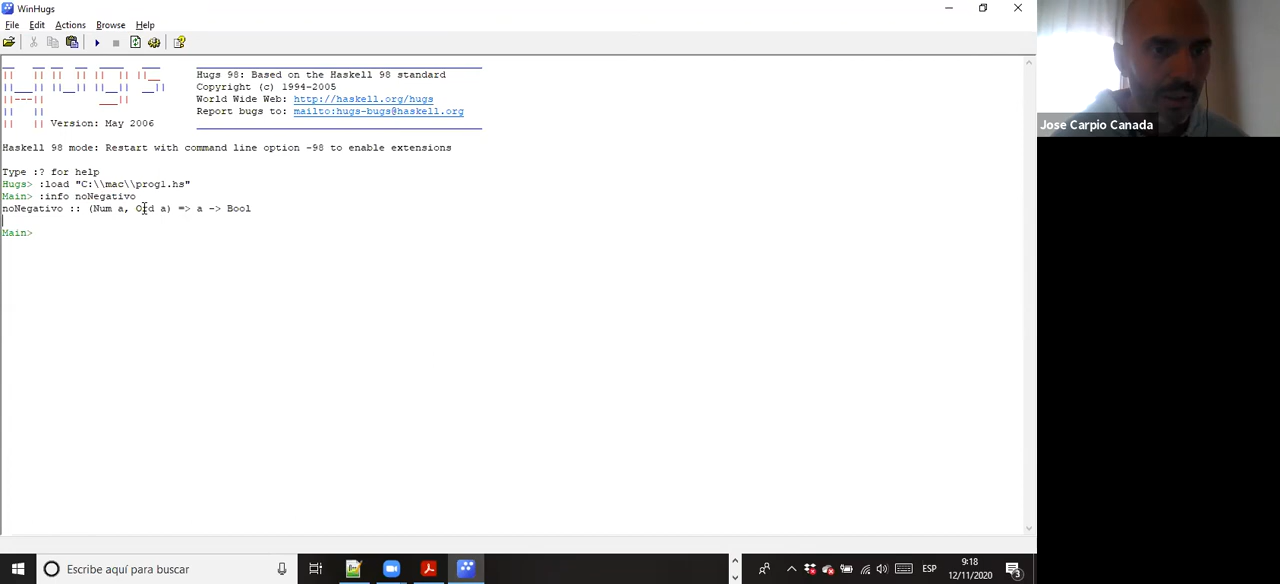 WinHugs
File Edit Actions Browse Help
Hugs 98: Based on the Haskell 98 standard
Copyright (c) 1994-2005
World Wide Web: http://haskell.org/hugs
Report bugs to: mailto:hugs-bugs@haskell.org
Version: May 2006
Haskell 98 mode: Restart with command line option -98 to enable extensions
Type :? for help
Hugs> :load "C:\\mac\\prog1.hs"
Main> :info noNegativo
noNegativo :: (Num a, Ord a) => a -> Bool
Main>
Jose Carpio Canada
Escribe aquí para buscar
ESP
9:18
12/11/2020
3